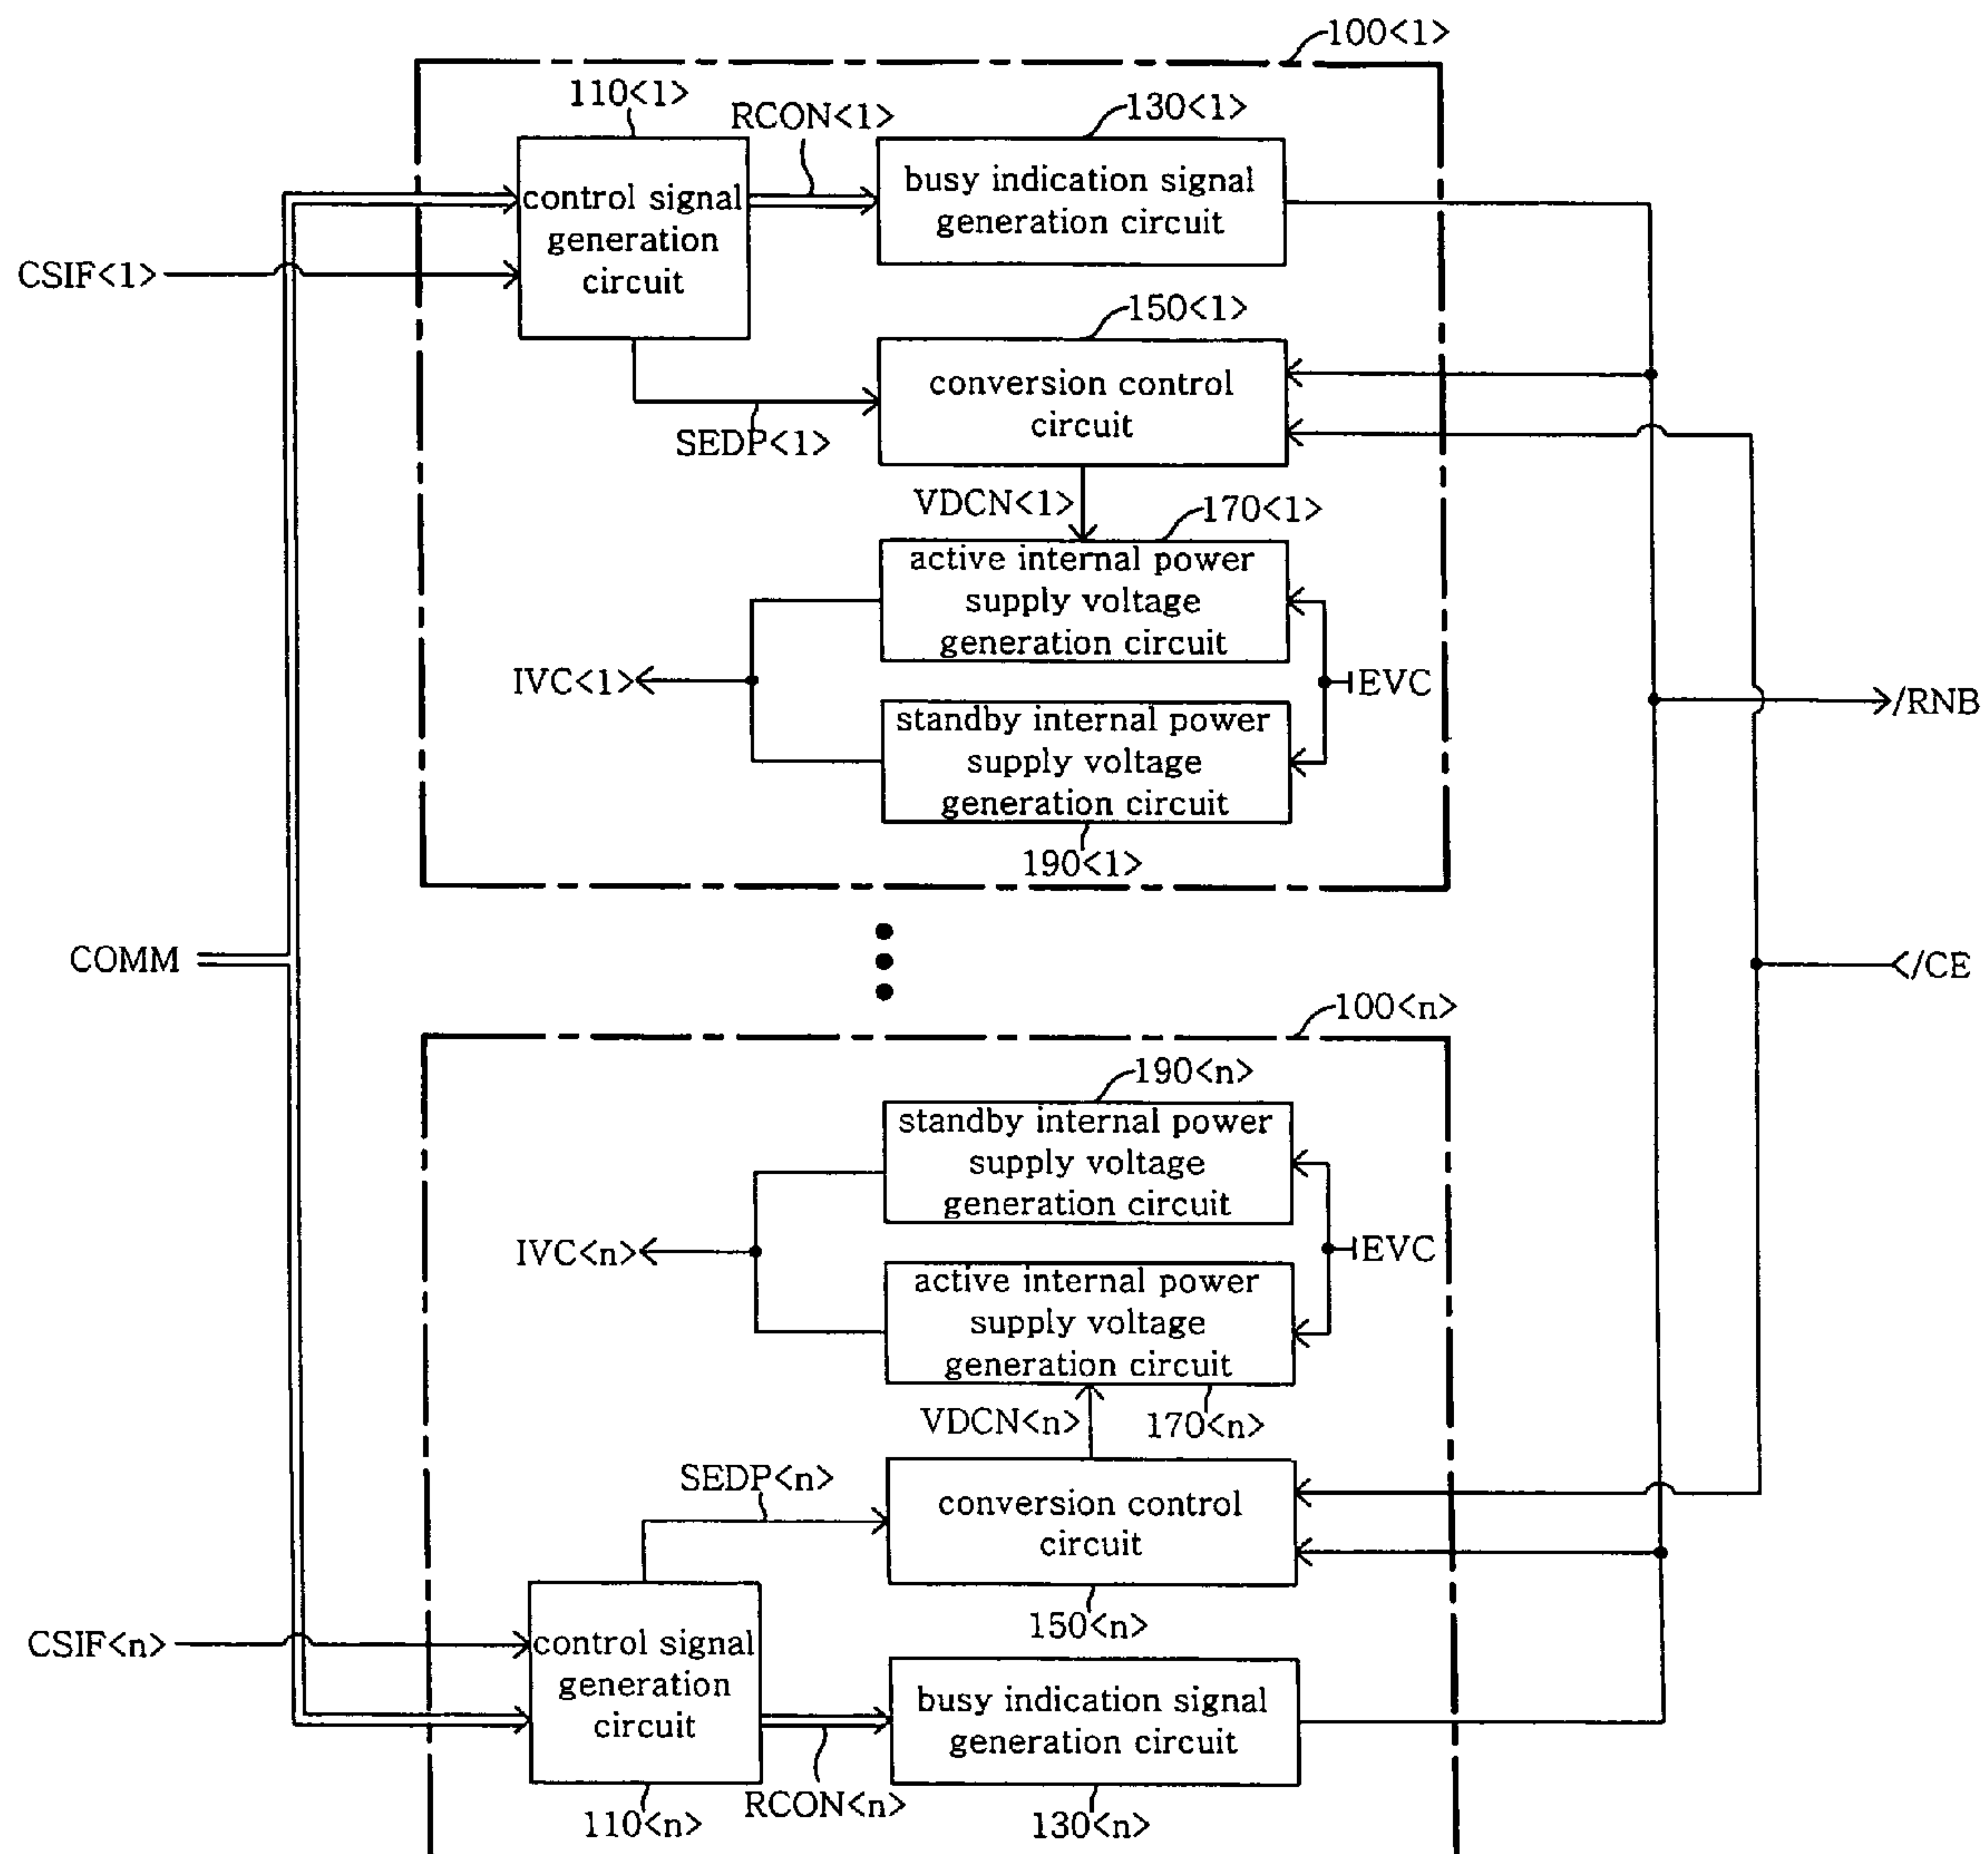 100<1>
110<1>
RCON<1>
130<1>
control signal
generation
circuit
busy indication signal
generation circuit
CSIF<1>
150<1>
conversion control
circuit
SEDP<1>
VDCN<1>
170<1>
active internal power
supply voltage
generation circuit
IVC<1>
EVC
/RNB
standby internal power
supply voltage
generation circuit
190<1>
COMM
/CE
100<n>
190<n>
standby internal power
supply voltage
generation circuit
IVC<n>
EVC
active internal power
supply voltage
generation circuit
VDCN<n>
170<n>
SEDP<n>
conversion control
circuit
150<n>
CSIF<n>
control signal
generation
circuit
busy indication signal
generation circuit
RCON<n>
110<n>
130<n>